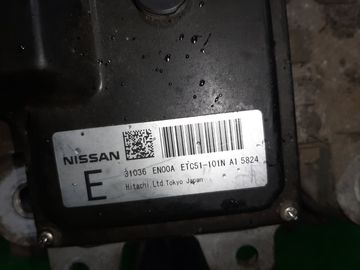 NISSAN
E
31036 EN00A ETC51-101N A1 5824
Hitachi,Ltd.Tokyo Japan